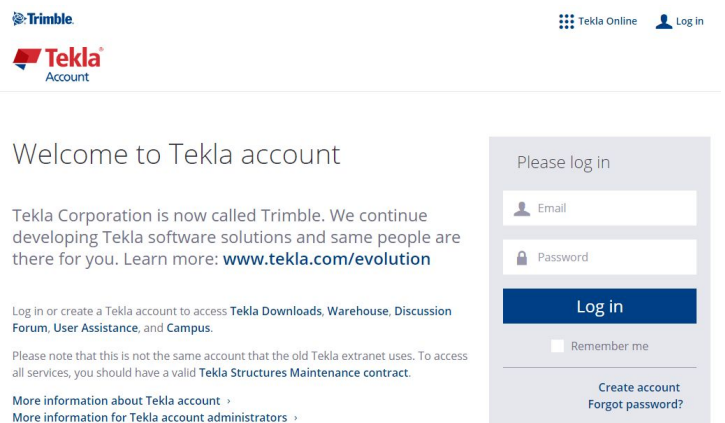 Trimble.
Tekla Online
Log in
Tekla®
Account
Welcome to Tekla account
Tekla Corporation is now called Trimble. We continue
developing Tekla software solutions and same people are
there for you. Learn more: www.tekla.com/evolution
Log in or create a Tekla account to access Tekla Downloads, Warehouse, Discussion
Forum, User Assistance, and Campus.
Please note that this is not the same account that the old Tekla extranet uses. To access
all services, you should have a valid Tekla Structures Maintenance contract.
More information about Tekla account ›
More information for Tekla account administrators ›
Please log in
Email
Password
Log in
Remember me
Create account
Forgot password?